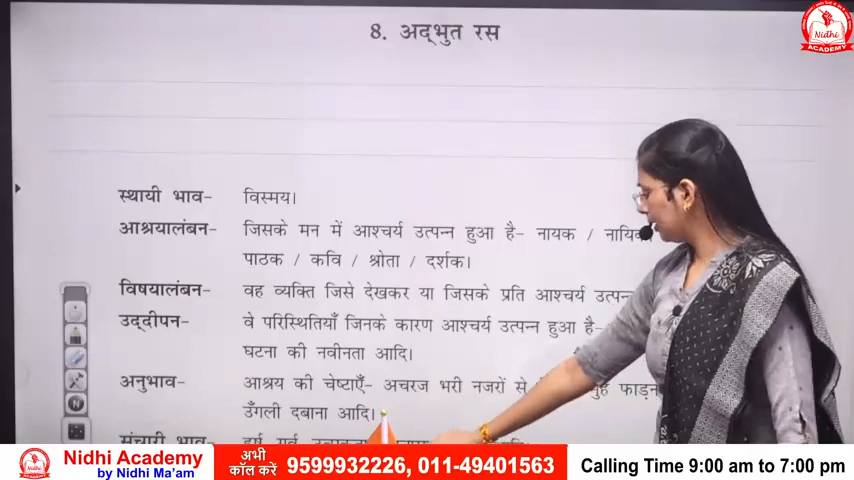 8. अद्भुत रस
Nidhi
ACADEMY
स्थायी भाव- विस्मय।
आश्रयालंबन- जिसके मन में आश्चर्य उत्पन्न हुआ है- नायक /
पाठक / कवि / श्रोता / दर्शक।
विषयालंबन- वह व्यक्ति जिसे देखकर या जिसके प्रति आश्चर्य
उद्दीपन- वे परिस्थितियाँ जिनके कारण आश्चर्य उत्पन्न हुआ है-
घटना की नवीनता आदि।
अनुभाव- आश्रय की चेष्टाएँ- अचरज भरी नजरों से
उँगली दबाना आदि।
संचारी भाव-
Nidhi Academy
by Nidhi Ma'am
अभी
कॉल करें
9599932226, 011-49401563
Calling Time 9:00 am to 7:00 pm